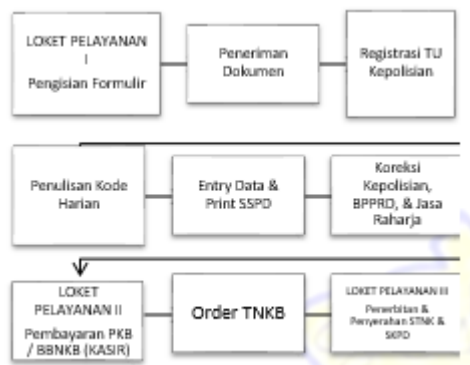 LOKET PELAYANAN
I
Pengisian Formulir
Peneriman
Dokumen
Registrasi TU
Kepolisian
Penulisan Kode
Harian
Entry Data &
Print SSPD
Koreksi
Kepolisian,
BPPRD, & Jasa
Raharja
LOKET
PELAYANAN II
Pembayaran PKB
/ BBNKB (KASIR)
Order TNKB
LOKET PELAYANAN III
Penerbitan &
Penyerahan STNK &
SKPD